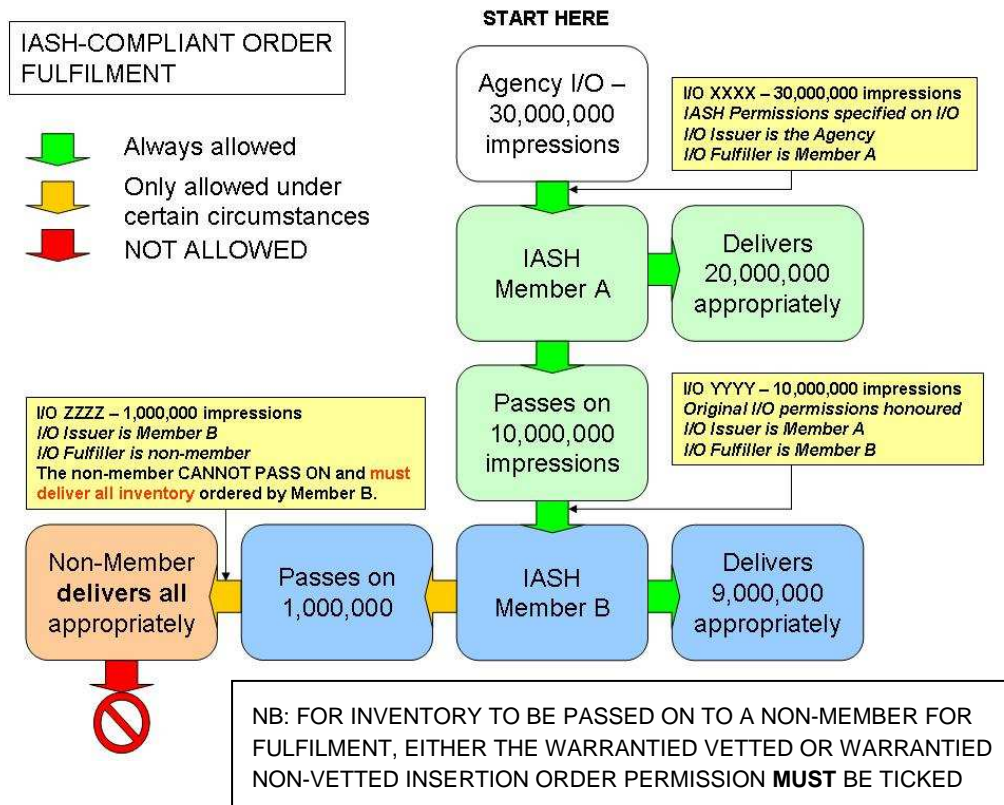 START HERE
IASH-COMPLIANT ORDER
FULFILMENT
Always allowed
Only allowed under
certain circumstances
NOT ALLOWED
Agency I/O –
30,000,000
impressions
I/O XXXX – 30,000,000 impressions
IASH Permissions specified on I/O
I/O Issuer is the Agency
I/O Fulfiller is Member A
IASH
Member A
Delivers
20,000,000
appropriately
Passes on
10,000,000
impressions
I/O YYYY – 10,000,000 impressions
Original I/O permissions honoured
I/O Issuer is Member A
I/O Fulfiller is Member B
I/O ZZZZ – 1,000,000 impressions
I/O Issuer is Member B
I/O Fulfiller is non-member
The non-member CANNOT PASS ON and must
deliver all inventory ordered by Member B.
Non-Member
delivers all
appropriately
Passes on
1,000,000
IASH
Member B
Delivers
9,000,000
appropriately
NB: FOR INVENTORY TO BE PASSED ON TO A NON-MEMBER FOR
FULFILMENT, EITHER THE WARRANTIED VETTED OR WARRANTIED
NON-VETTED INSERTION ORDER PERMISSION MUST BE TICKED